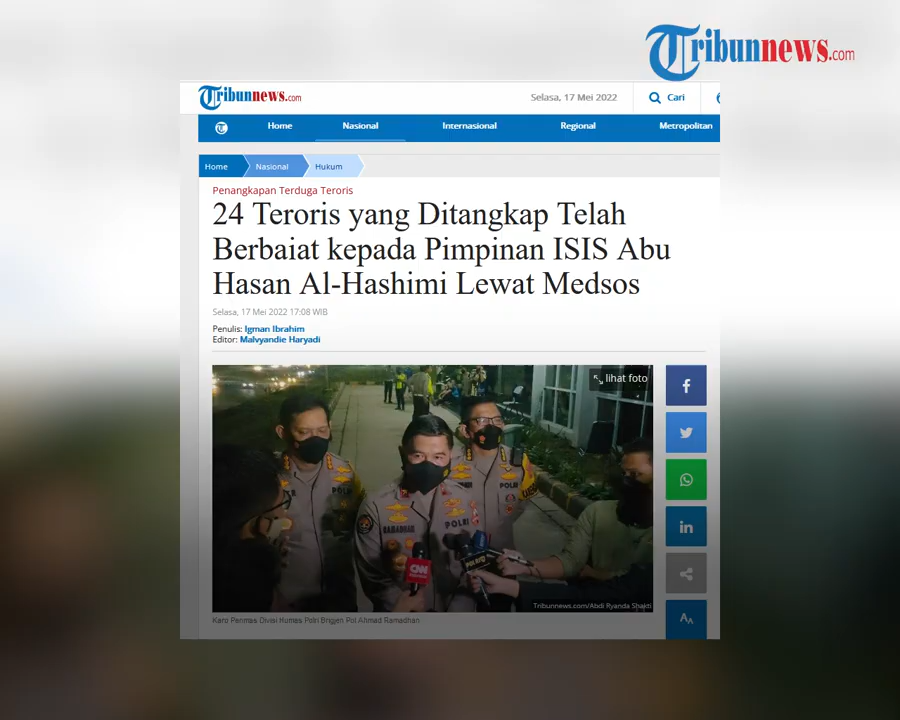 Tribunnews.com
Tribunnews.com
Selasa, 17 Mei 2022
Cari
Home Nasional Internasional Regional Metropolitan
Home Nasional Hukum
Penangkapan Terduga Teroris
24 Teroris yang Ditangkap Telah
Berbaiat kepada Pimpinan ISIS Abu
Hasan Al-Hashimi Lewat Medsos
Selasa, 17 Mei 2022 17:08 WIB
Penulis: Igman Ibrahim
Editor: Malvyandie Haryadi
lihat foto
POLRI
POLRI
RAMADHAN
CNN
Tribunnews.com/Abdi Ryanda Shakti
AA
Karo Penmas Divisi Humas Polri Brigjen Pol Ahmad Ramadhan